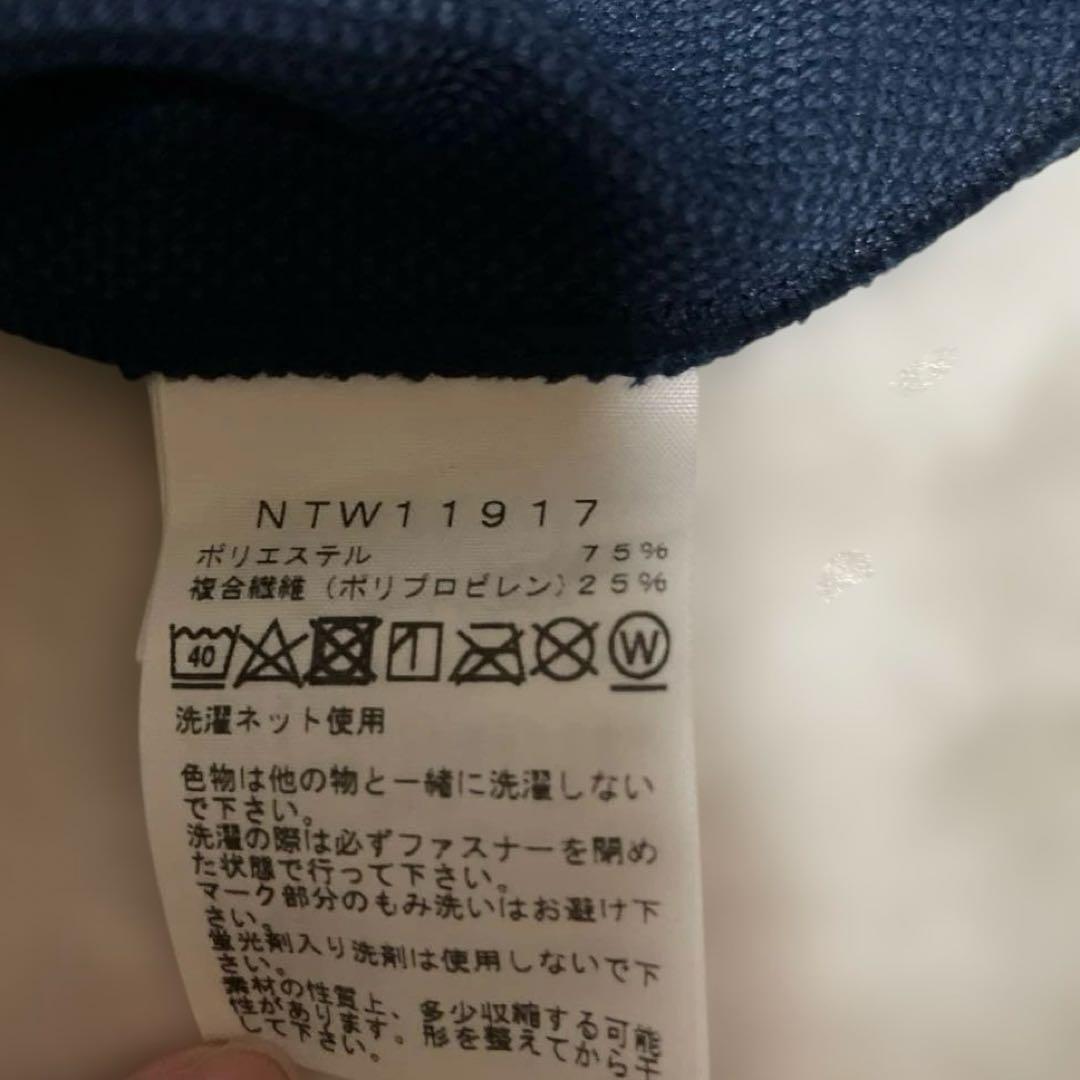 NTW11917
ポリエステル 75%
複合繊維（ポリプロピレン）25%
40 W
洗濯ネット使用
色物は他の物と一緒に洗濯しない
で下さい。
洗濯の際は必ずファスナーを閉め
た状態で行って下さい。
マーク部分のもみ洗いはお避け下
さい。
蛍光剤入り洗剤は使用しないで下
さい。
素材の性質上、多少収縮する可能
性があります。形を整えてから干
して下さい。